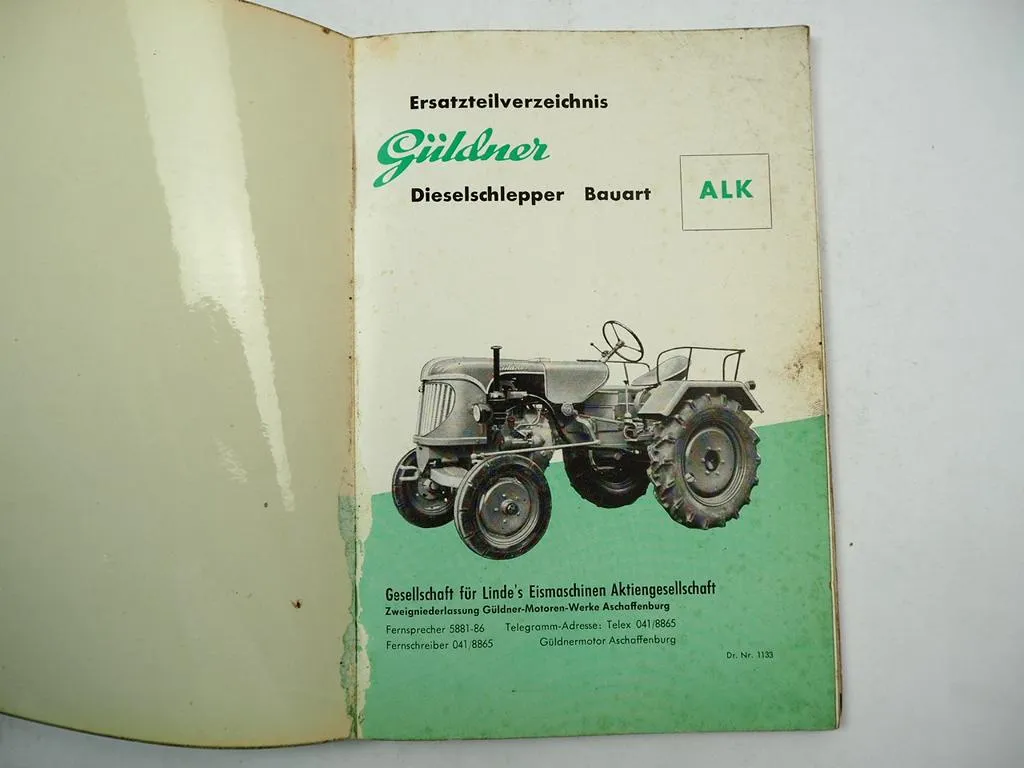 Ersatzteilverzeichnis
Güldner
Dieselschlepper Bauart
ALK
Gesellschaft für Linde's Eismaschinen Aktiengesellschaft
Zweigniederlassung Güldner-Motoren-Werke Aschaffenburg
Fernsprecher 5881-86 Telegramm-Adresse: Telex 041/8865
Fernschreiber 041/8865 Güldnermotor Aschaffenburg
Dr. Nr. 1133